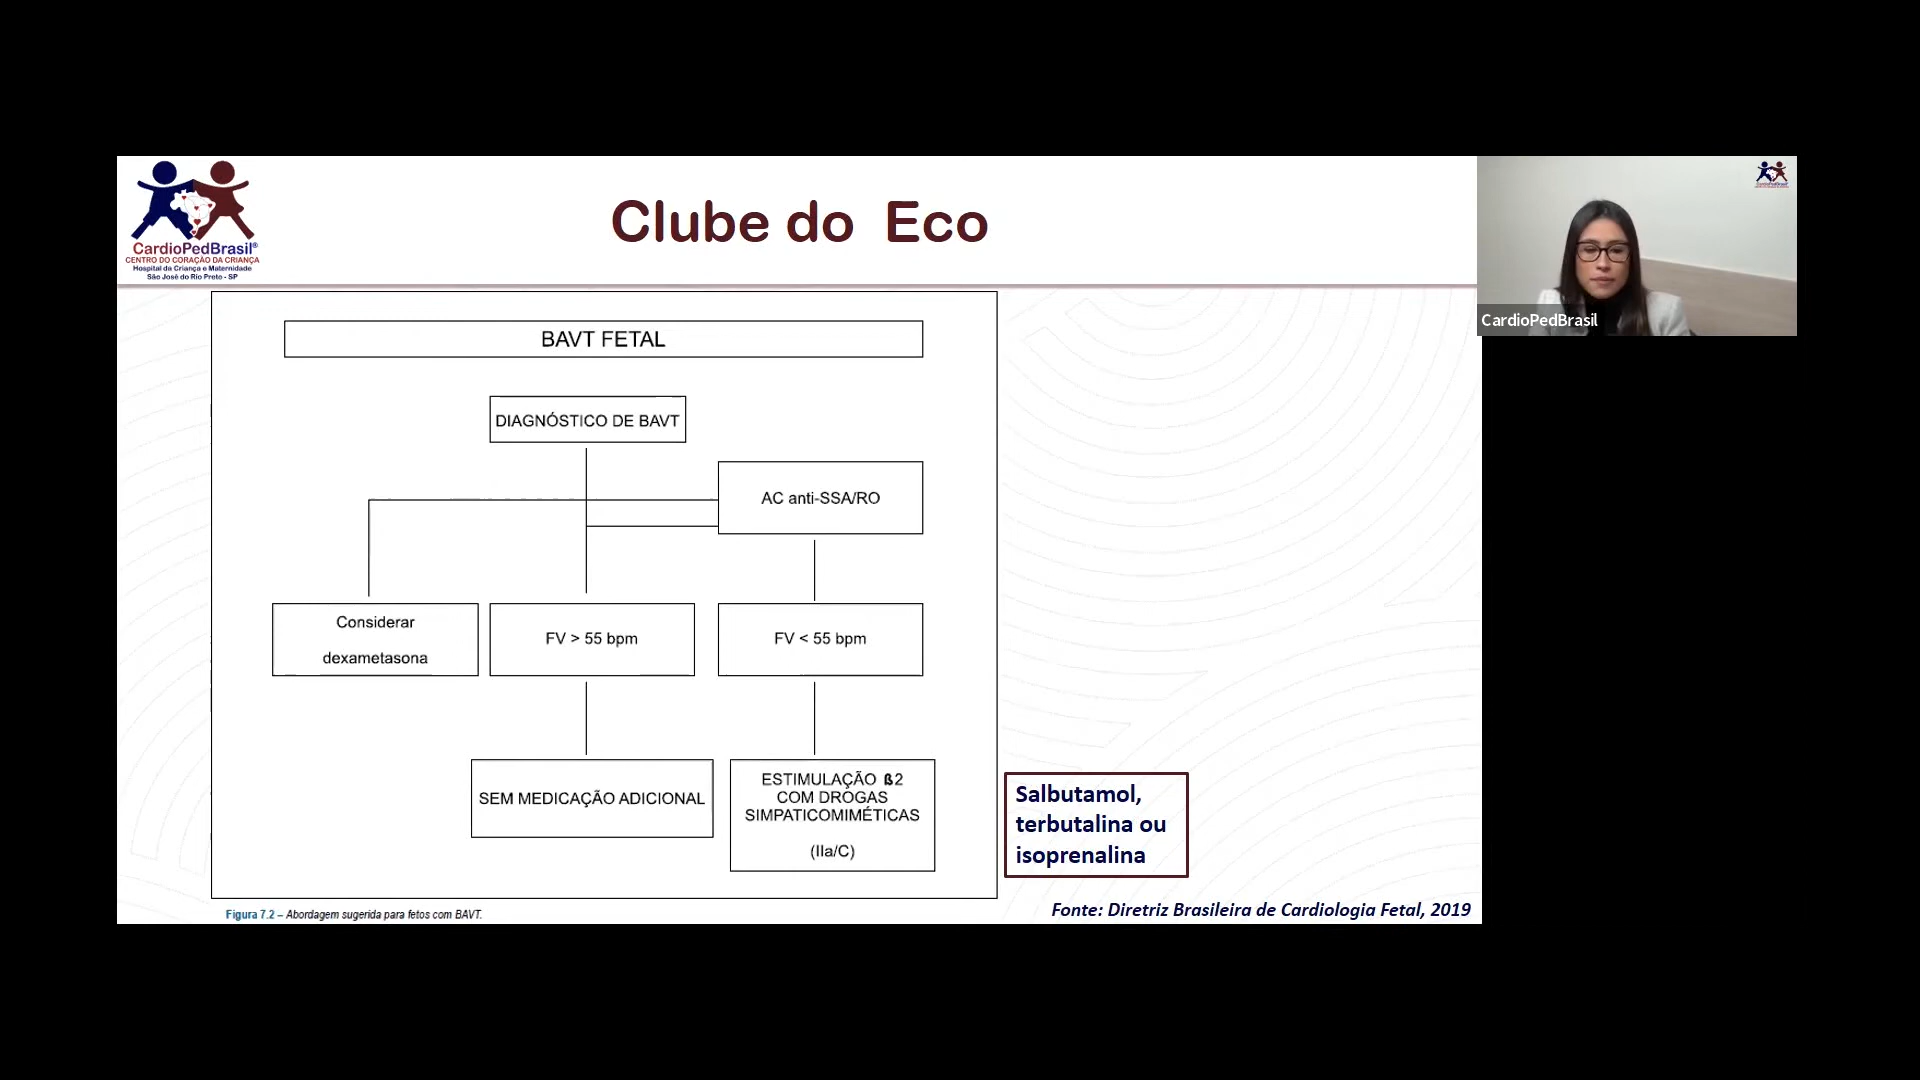 CardioPedBrasil®
CENTRO DO CORAÇÃO DA CRIANÇA
Hospital da Criança e Maternidade
São José do Rio Preto - SP
Clube do Eco
CardioPedBrasil
BAVT FETAL
DIAGNÓSTICO DE BAVT
AC anti-SSA/RO
Considerar
dexametasona
FV > 55 bpm
FV < 55 bpm
SEM MEDICAÇÃO ADICIONAL
ESTIMULAÇÃO ß2
COM DROGAS
SIMPATICOMIMÉTICAS
(IIa/C)
Salbutamol,
terbutalina ou
isoprenalina
Figura 7.2 – Abordagem sugerida para fetos com BAVT.
Fonte: Diretriz Brasileira de Cardiologia Fetal, 2019